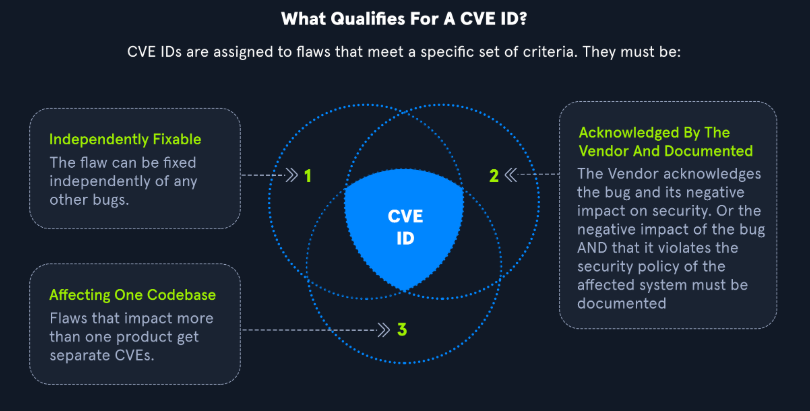 What Qualifies For A CVE ID?
CVE IDs are assigned to flaws that meet a specific set of criteria. They must be:
Independently Fixable
The flaw can be fixed
independently of any
other bugs.
1
2
Acknowledged By The
Vendor And Documented
The Vendor acknowledges
the bug and its negative
impact on security. Or the
negative impact of the bug
AND that it violates the
security policy of the
affected system must be
documented
CVE
ID
Affecting One Codebase
Flaws that impact more
than one product get
separate CVEs.
3